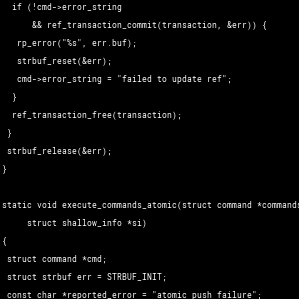 if (!cmd->error_string
&& ref_transaction_commit(transaction, &err)) {
rp_error("%s", err.buf);
strbuf_reset(&err);
cmd->error_string = "failed to update ref";
}
ref_transaction_free(transaction);
}
strbuf_release(&err);
}
static void execute_commands_atomic(struct command *commands
struct shallow_info *si)
{
struct command *cmd;
struct strbuf err = STRBUF_INIT;
const char *reported_error = "atomic push failure";